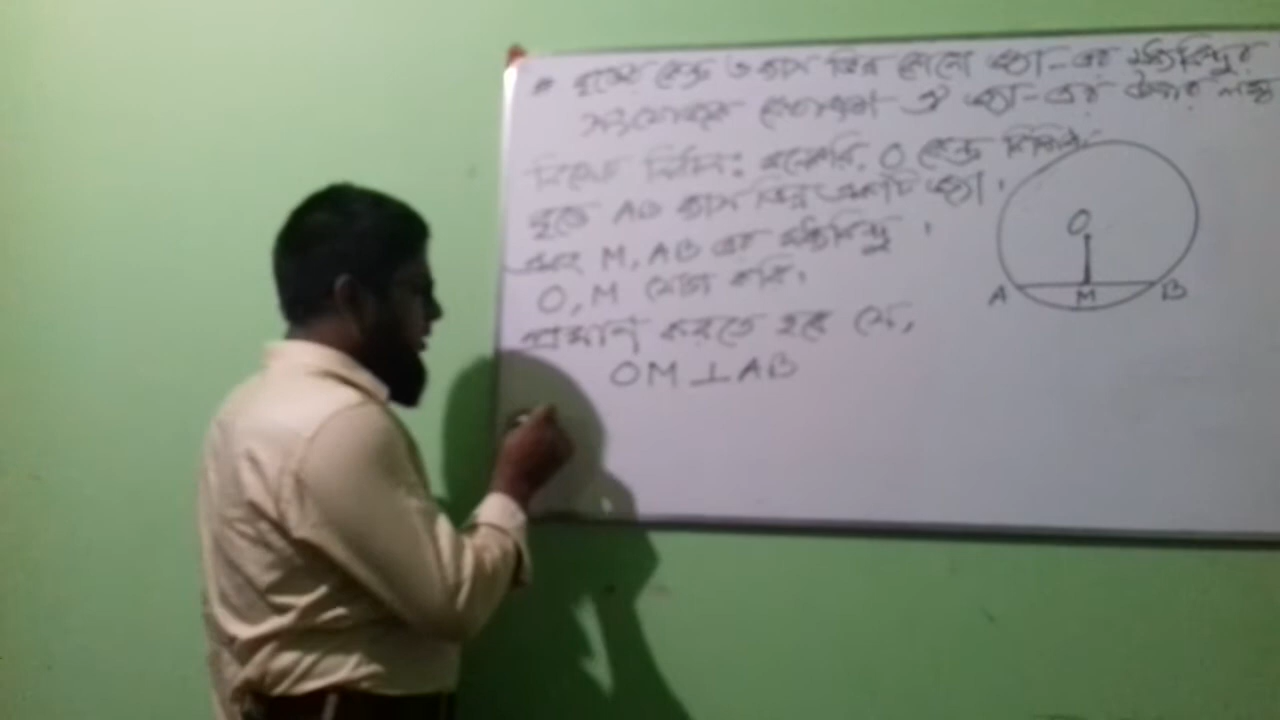 * বৃত্তের কেন্দ্র ও ব্যাস ভিন্ন কোনো জ্যা-এর মধ্যবিন্দুর
সংযোজক রেখাংশ ঐ জ্যা-এর উপর লম্ব
বিশেষ নির্বচন: মনেকরি, O কেন্দ্র বিশিষ্ট
বৃত্তে AB ব্যাস ভিন্ন একটি জ্যা।
এবং M, AB এর মধ্যবিন্দু।
O, M যোগ করি।
প্রমাণ করতে হবে যে,
OM ⊥ AB
O
A M B